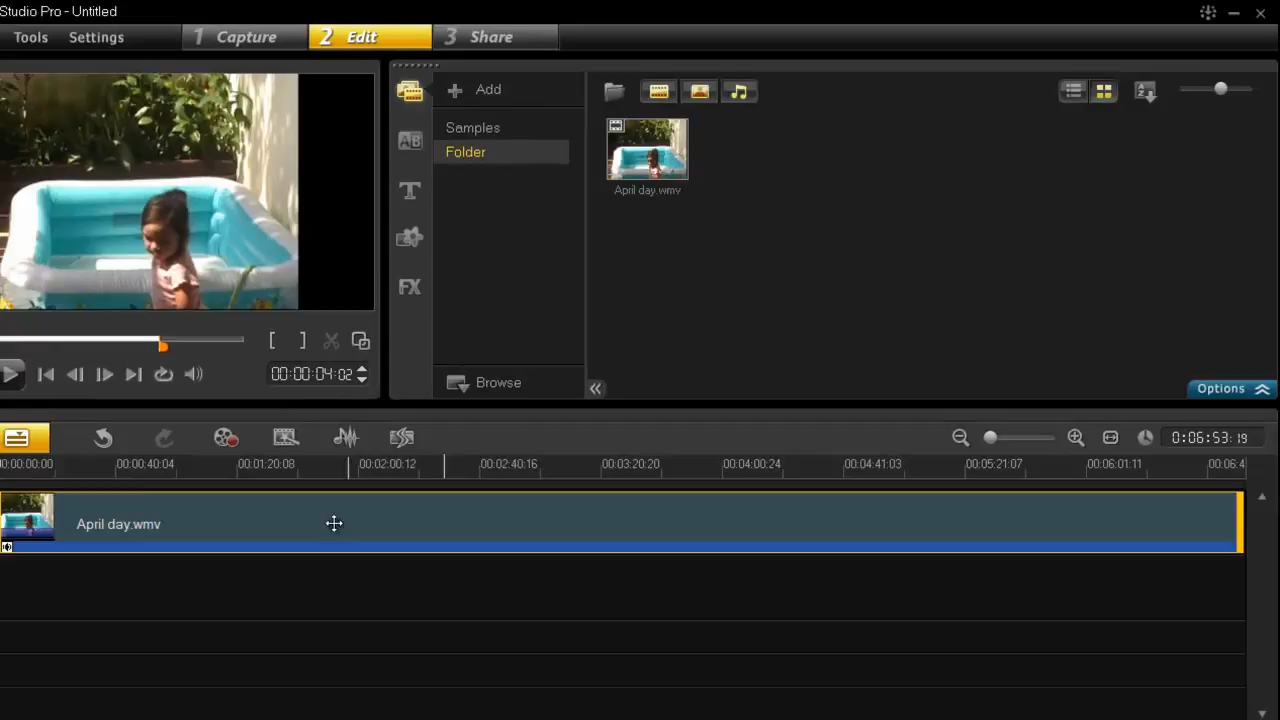 Studio Pro - Untitled
Tools Settings 1 Capture 2 Edit 3 Share
Add
Samples
Folder
April day.wmv
AB
T
FX
[ ]
00:00:04:02
Browse
Options
0:06:53:19
00:00:00:00 00:00:40:04 00:01:20:08 00:02:00:12 00:02:40:16 00:03:20:20 00:04:00:24 00:04:41:03 00:05:21:07 00:06:01:11 00:06:4
April day.wmv